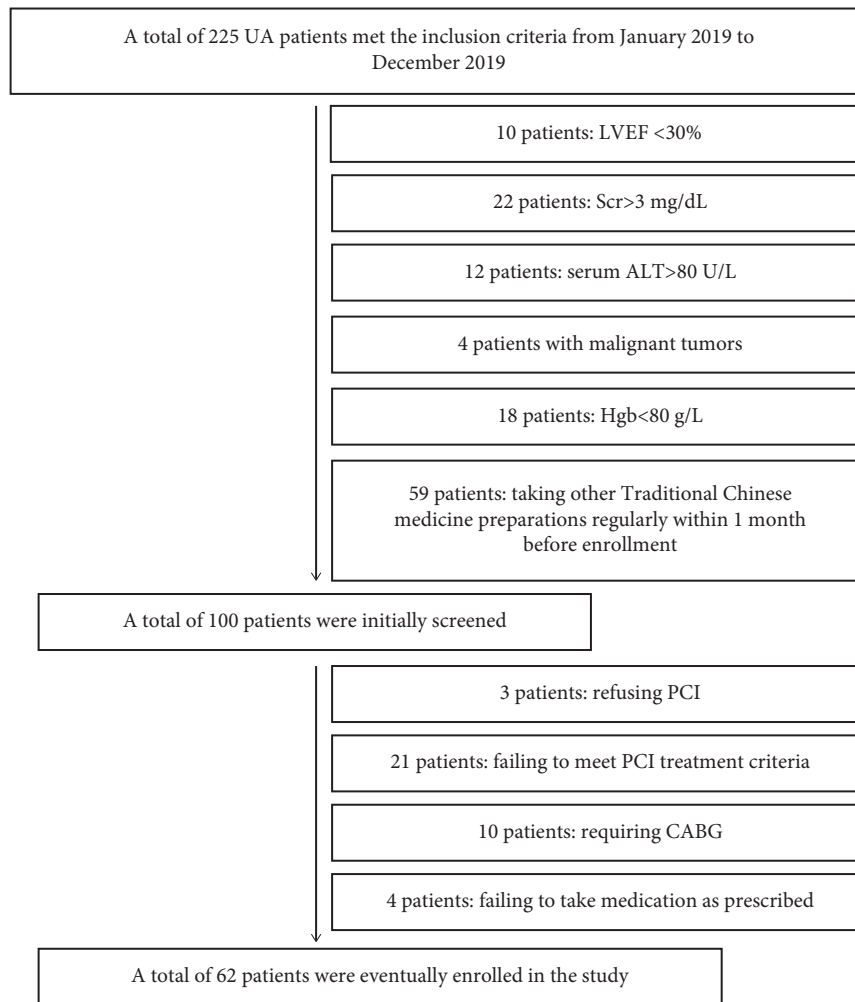 A total of 225 UA patients met the inclusion criteria from January 2019 to
December 2019
10 patients: LVEF <30%
22 patients: Scr>3 mg/dL
12 patients: serum ALT>80 U/L
4 patients with malignant tumors
18 patients: Hgb<80 g/L
59 patients: taking other Traditional Chinese
medicine preparations regularly within 1 month
before enrollment
A total of 100 patients were initially screened
3 patients: refusing PCI
21 patients: failing to meet PCI treatment criteria
10 patients: requiring CABG
4 patients: failing to take medication as prescribed
A total of 62 patients were eventually enrolled in the study